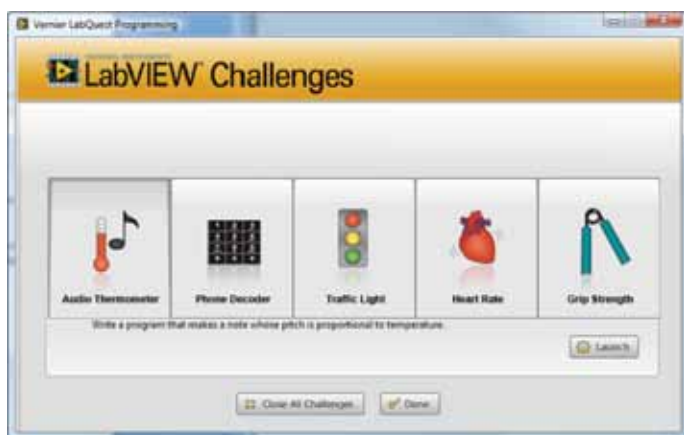 Vernier LabQuest Programming
LabVIEW™ Challenges
Audio Thermometer
Phone Decoder
Traffic Light
Heart Rate
Grip Strength
Write a program that makes a note whose pitch is proportional to temperature.
Launch
Close All Challenges
Done